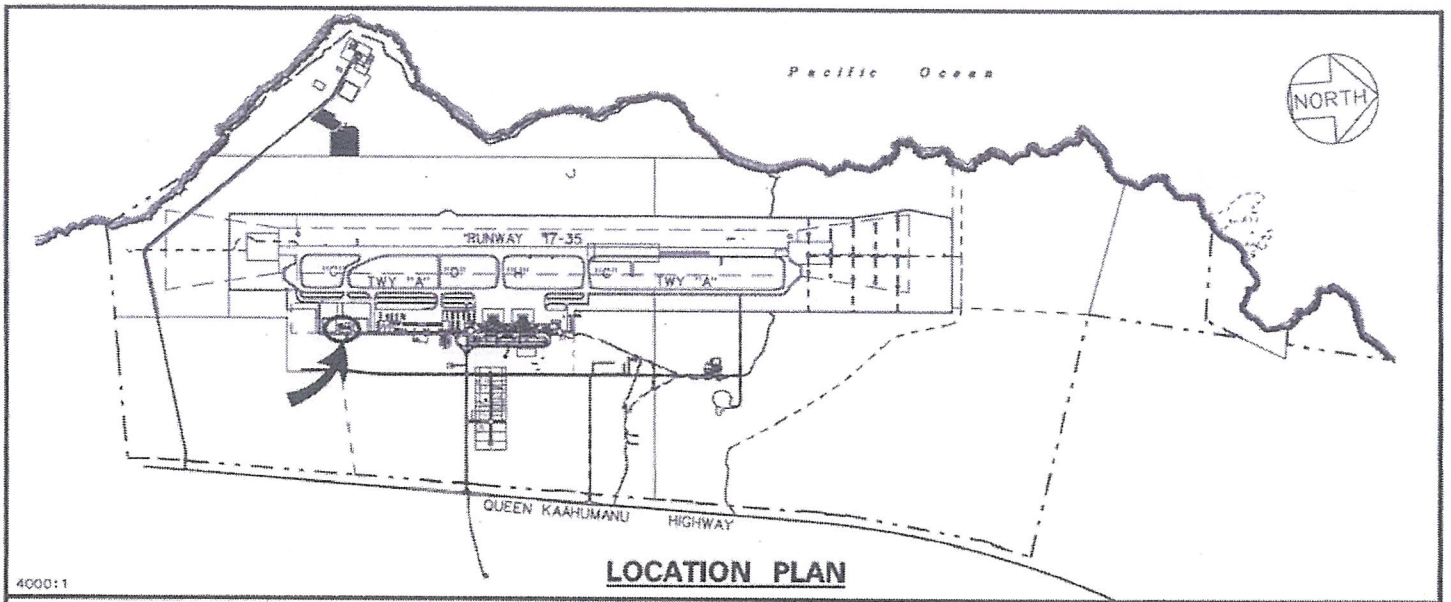 Pacific Ocean
NORTH
RUNWAY 17-35
"G" "D" "H" "C"
TWY "A" TWY "A"
QUEEN KAAHUMANU HIGHWAY
LOCATION PLAN
4000:1